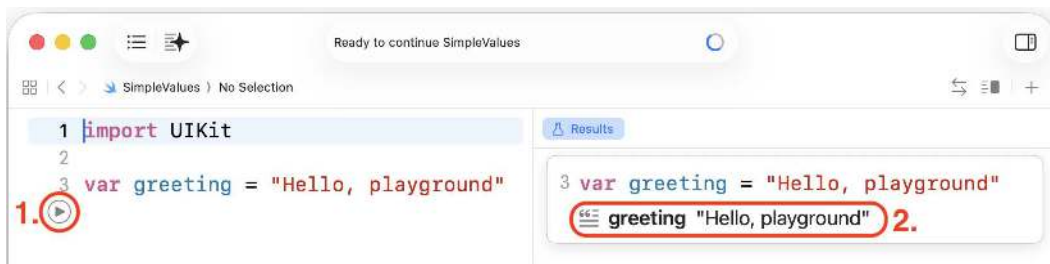 Ready to continue SimpleValues
SimpleValues ⟩ No Selection
1 import UIKit
2
3 var greeting = "Hello, playground"
1.
Results
3 var greeting = "Hello, playground"
greeting "Hello, playground"
2.